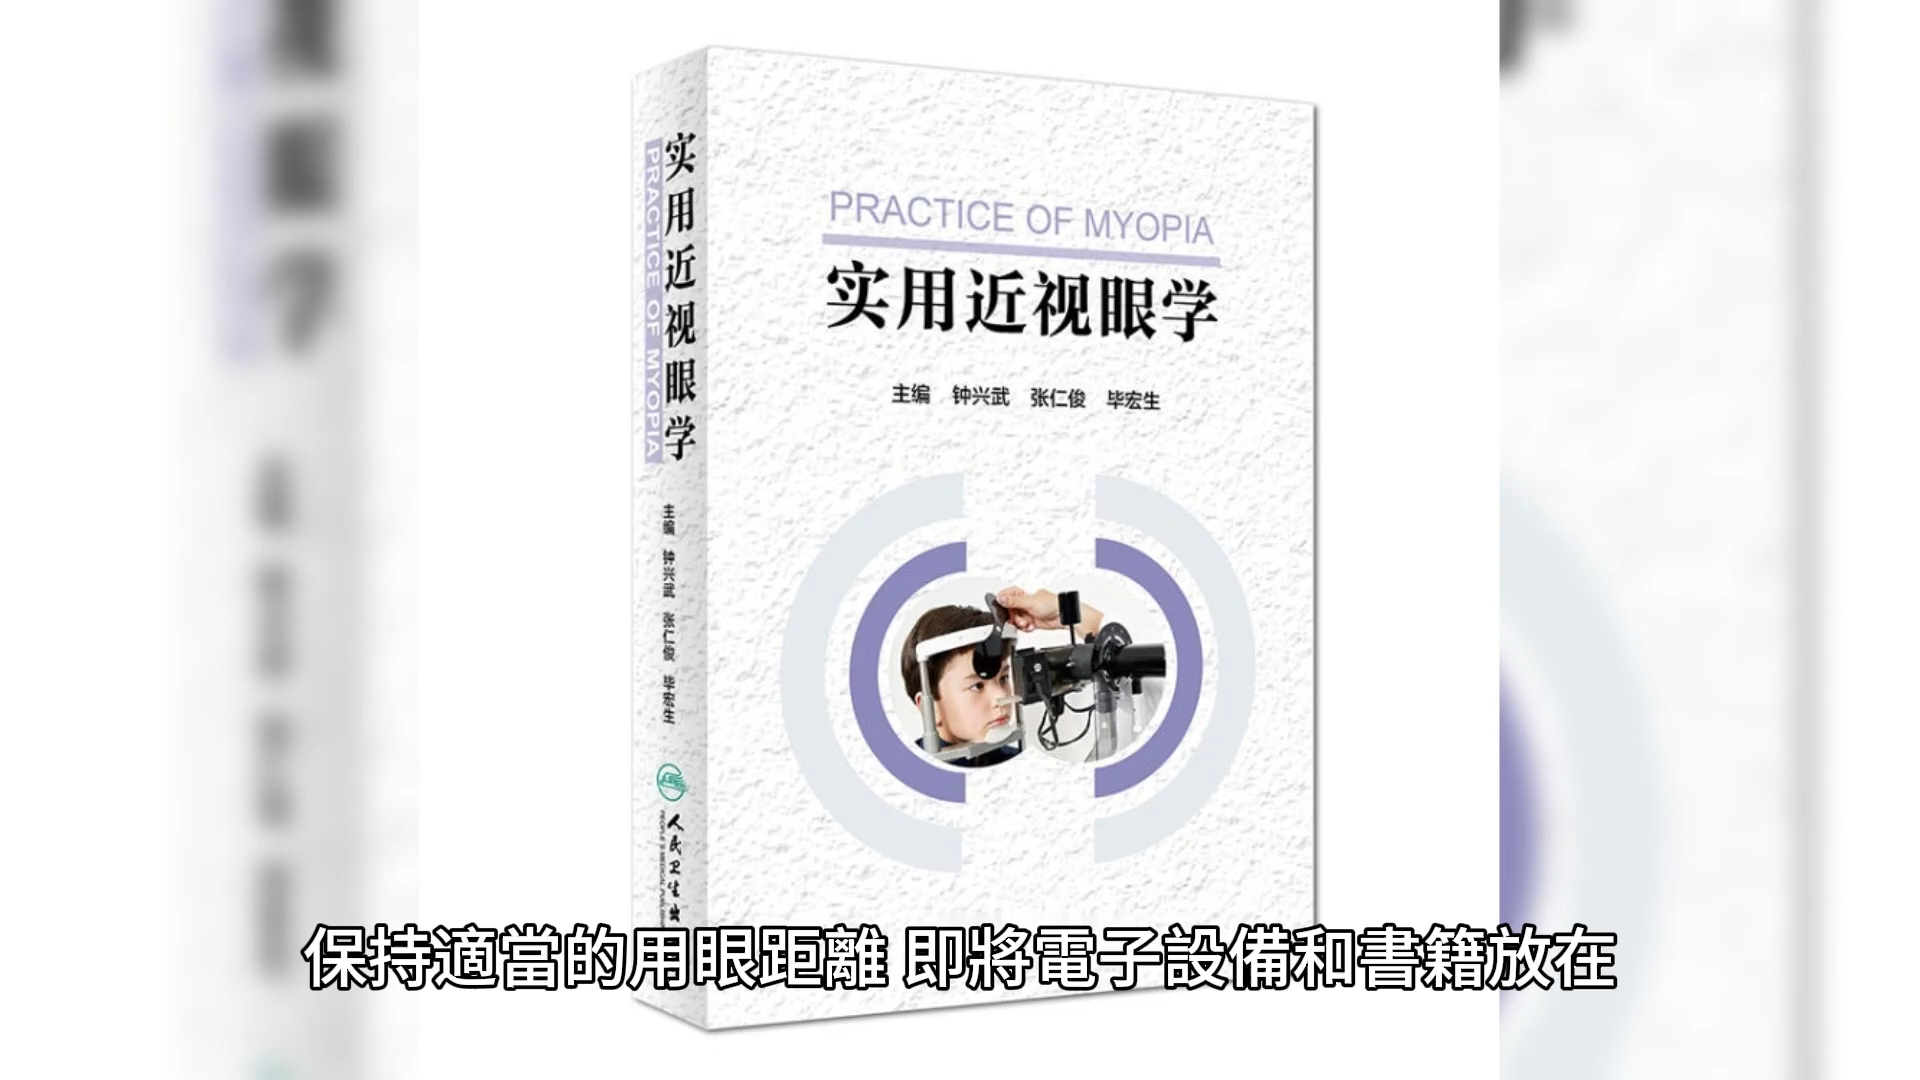 实用近视眼学
PRACTICE OF MYOPIA
主编 钟兴武 张仁俊 毕宏生
人民卫生出
PRACTICE OF MYOPIA
实用近视眼学
主编 钟兴武 张仁俊 毕宏生
保持適當的用眼距離 即將電子設備和書籍放在